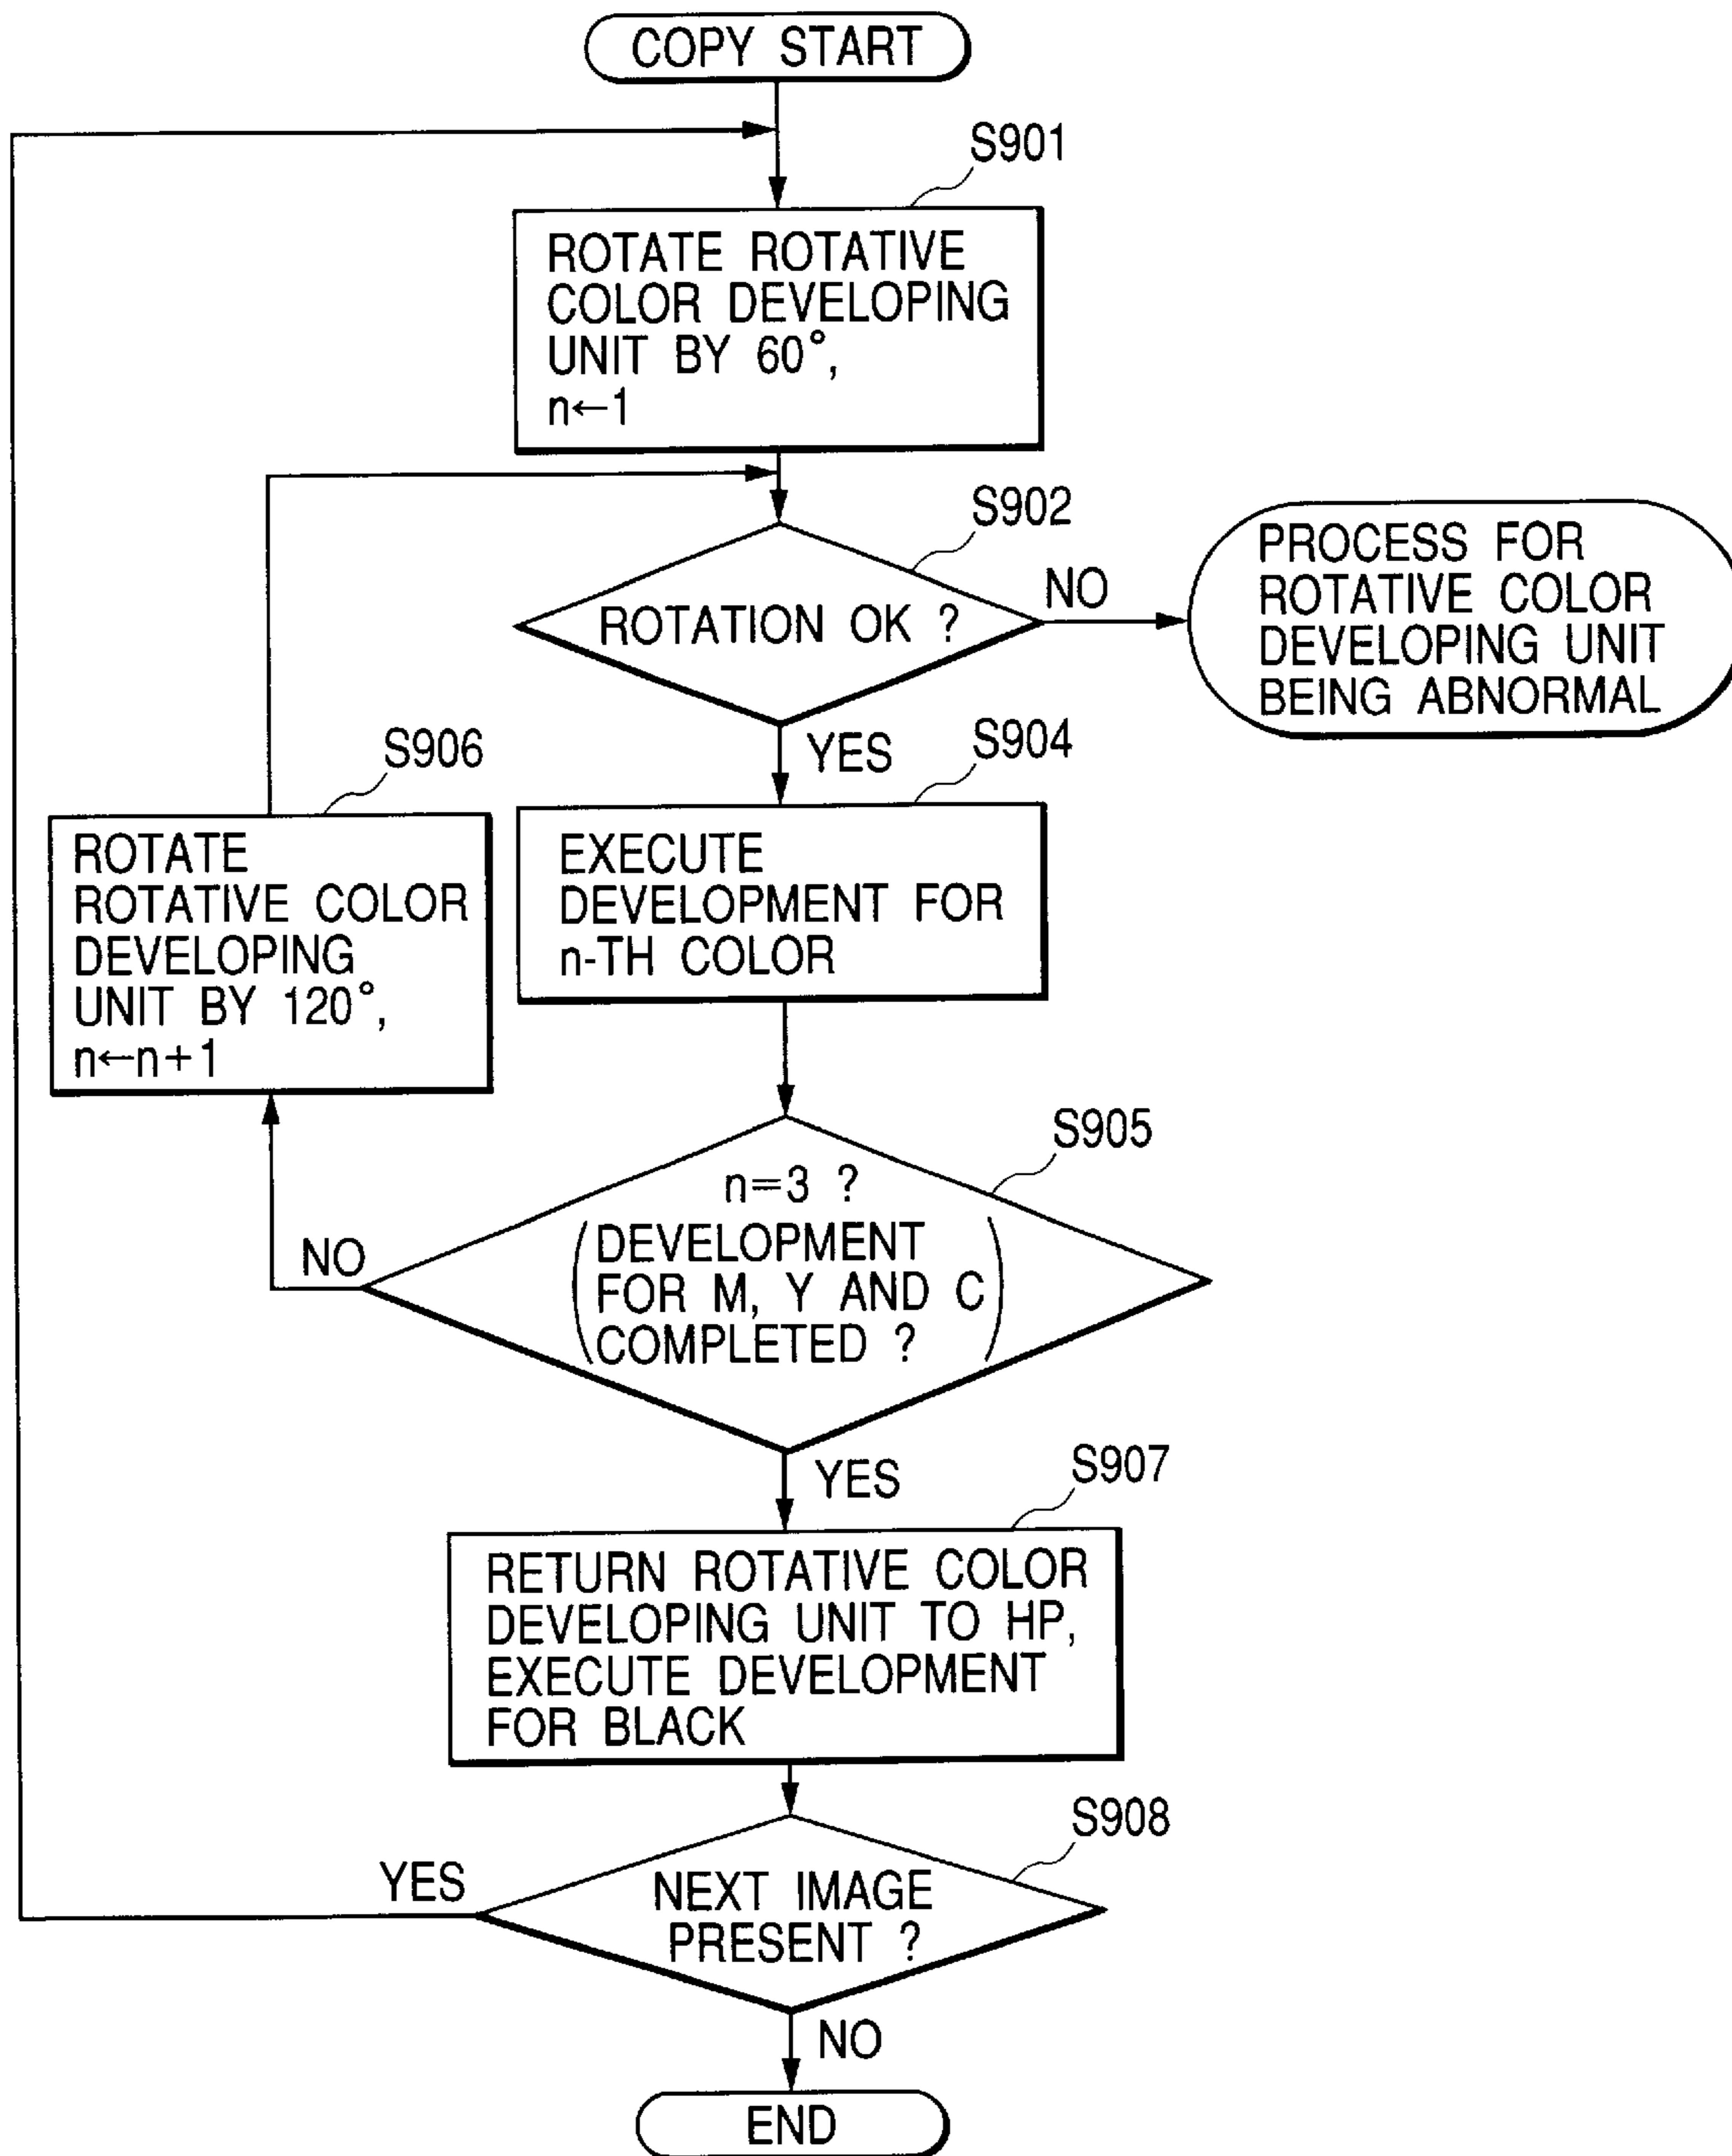 COPY START
S901
ROTATE ROTATIVE
COLOR DEVELOPING
UNIT BY 60°,
n←1
S902
ROTATION OK ?
NO
PROCESS FOR
ROTATIVE COLOR
DEVELOPING UNIT
BEING ABNORMAL
YES
S904
EXECUTE
DEVELOPMENT FOR
n-TH COLOR
S906
ROTATE
ROTATIVE COLOR
DEVELOPING
UNIT BY 120°,
n←n+1
S905
n=3 ?
(DEVELOPMENT
FOR M, Y AND C
COMPLETED ?)
NO
YES
S907
RETURN ROTATIVE COLOR
DEVELOPING UNIT TO HP,
EXECUTE DEVELOPMENT
FOR BLACK
S908
NEXT IMAGE
PRESENT ?
YES
NO
END